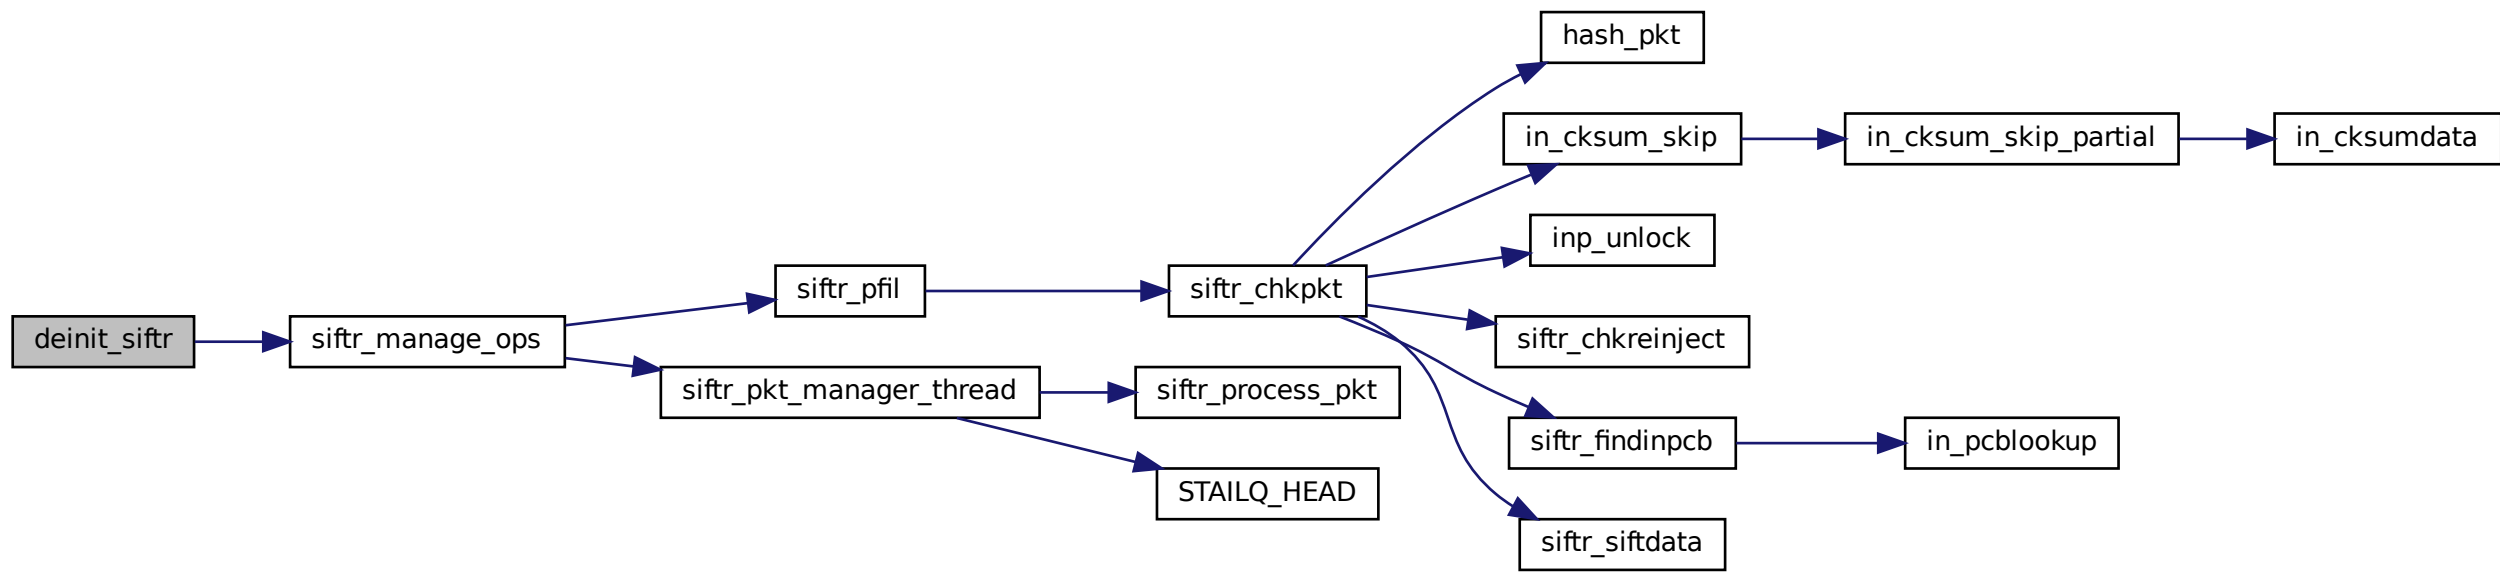 deinit_siftr
siftr_manage_ops
siftr_pfil
siftr_pkt_manager_thread
siftr_chkpkt
siftr_process_pkt
STAILQ_HEAD
hash_pkt
in_cksum_skip
inp_unlock
siftr_chkreinject
siftr_findinpcb
siftr_siftdata
in_cksum_skip_partial
in_pcblookup
in_cksumdata